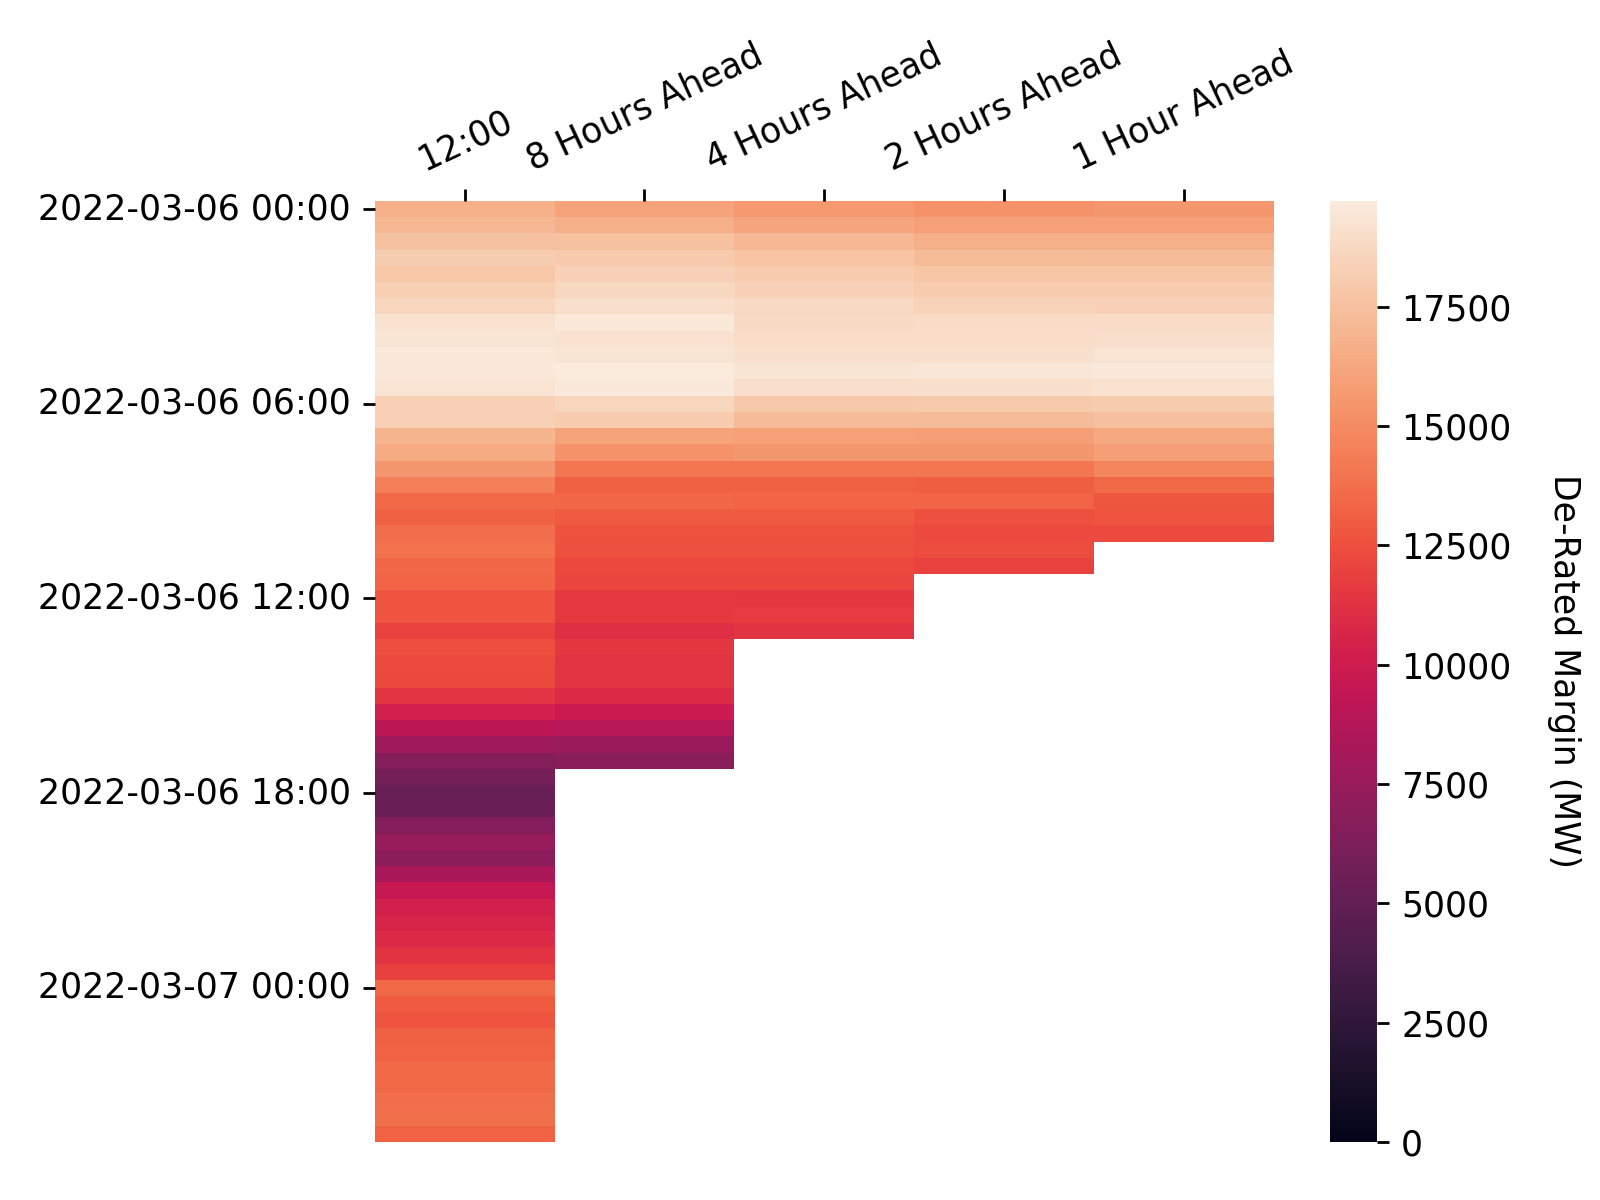 12:00
8 Hours Ahead
4 Hours Ahead
2 Hours Ahead
1 Hour Ahead
2022-03-06 00:00
2022-03-06 06:00
2022-03-06 12:00
2022-03-06 18:00
2022-03-07 00:00
17500
15000
12500
10000
7500
5000
2500
0
De-Rated Margin (MW)